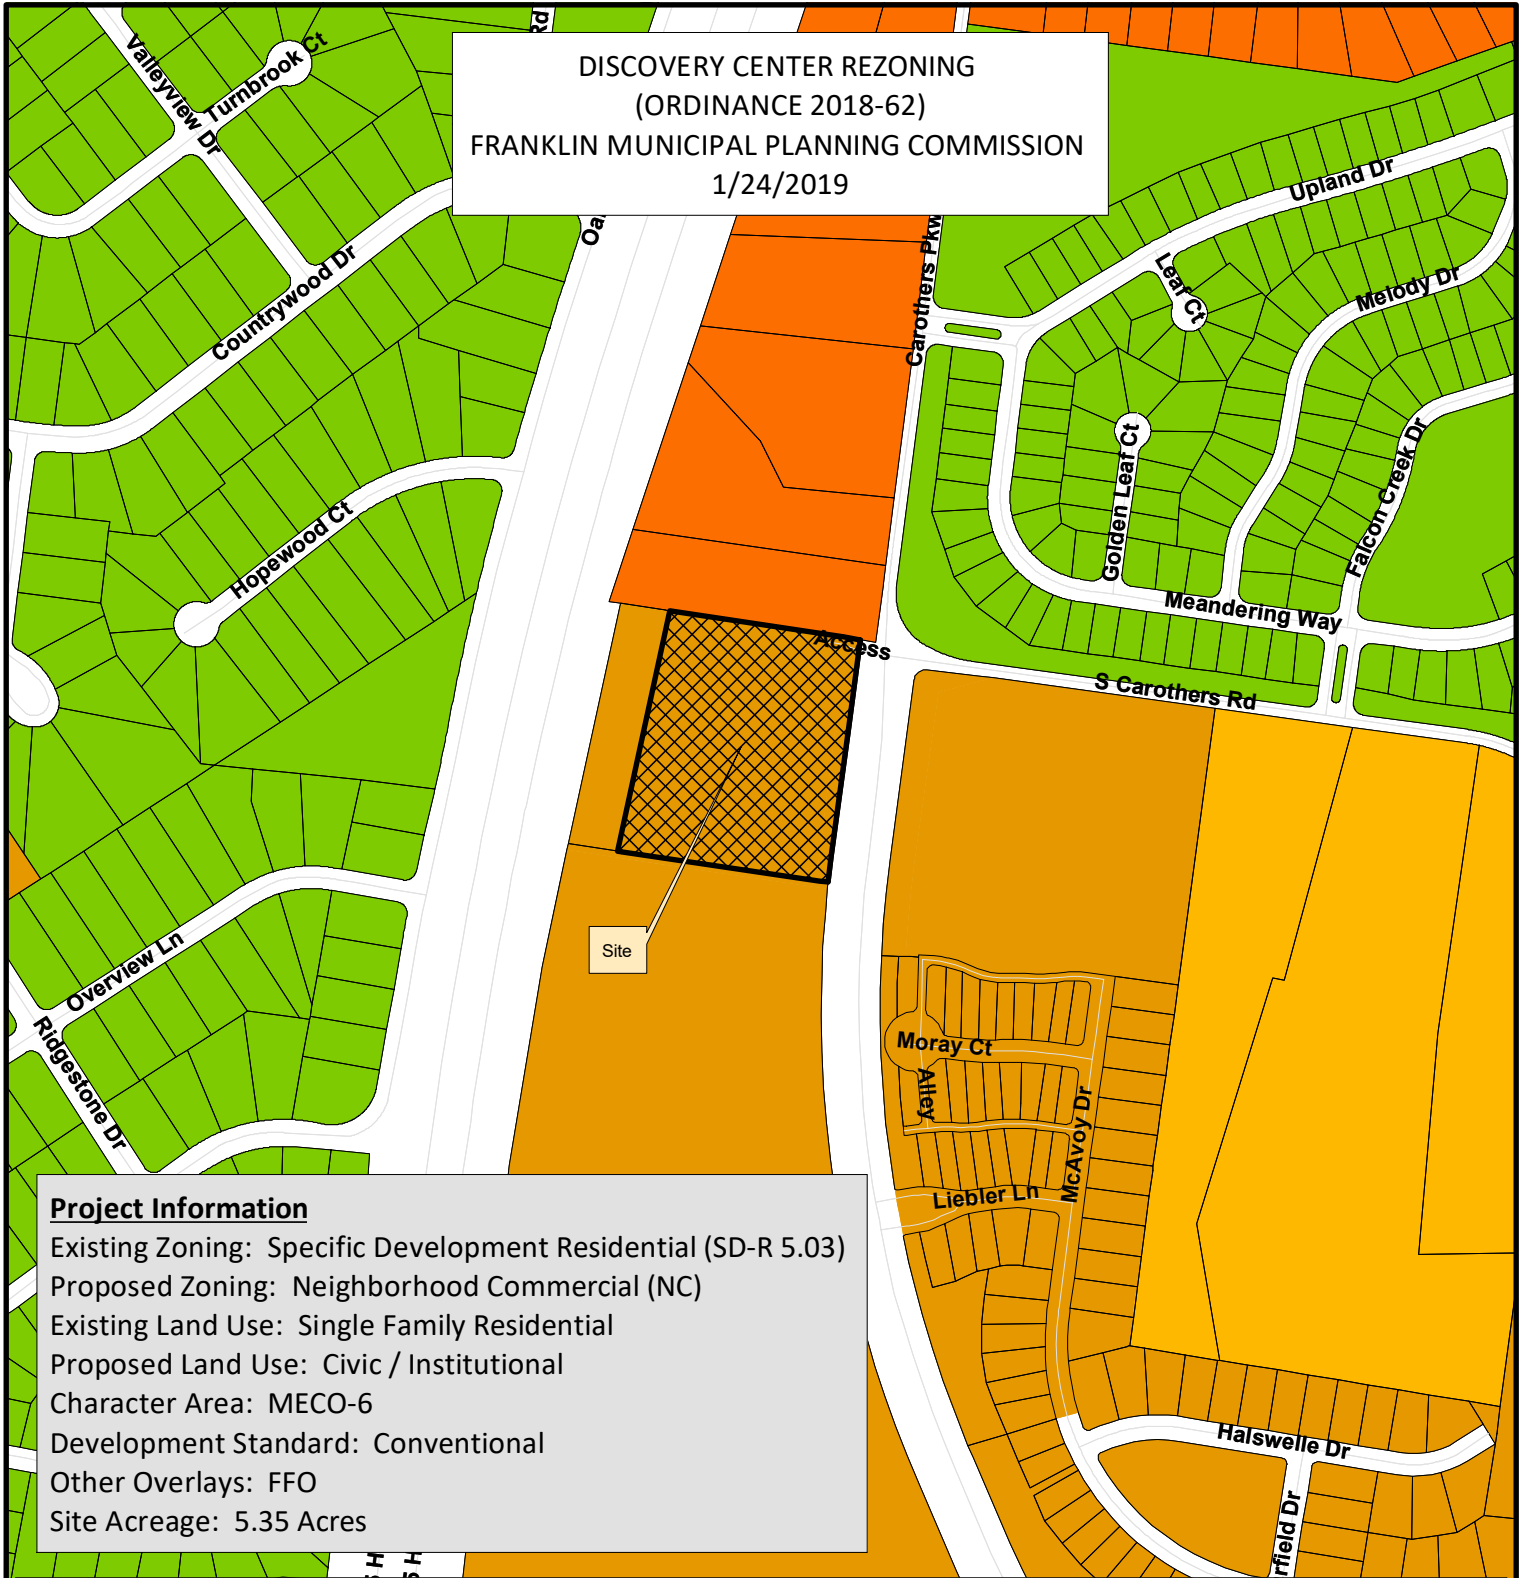 DISCOVERY CENTER REZONING
(ORDINANCE 2018-62)
FRANKLIN MUNICIPAL PLANNING COMMISSION
1/24/2019
Rd
Valleyview Dr
Turnbrook Ct
Countrywood Dr
Hopewood Ct
Carothers Pkw
Upland Dr
Leaf Ct
Melody Dr
Golden Leaf Ct
Falcon Creek Dr
Meandering Way
Access
S Carothers Rd
Site
Overview Ln
Ridgestone Dr
Moray Ct
Alley
McAvoy Dr
Liebler Ln
Halswelle Dr
rfield Dr
Project Information
Existing Zoning: Specific Development Residential (SD-R 5.03)
Proposed Zoning: Neighborhood Commercial (NC)
Existing Land Use: Single Family Residential
Proposed Land Use: Civic / Institutional
Character Area: MECO-6
Development Standard: Conventional
Other Overlays: FFO
Site Acreage: 5.35 Acres